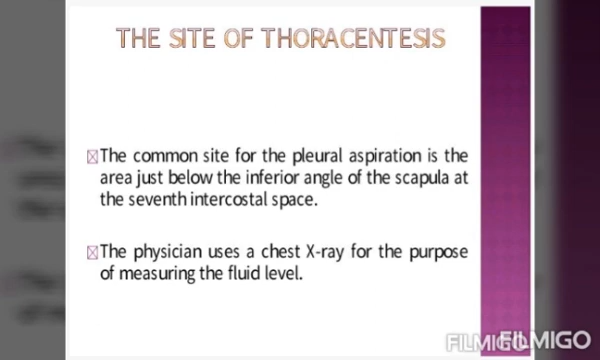 THE SITE OF THORACENTESIS
The common site for the pleural aspiration is the
area just below the inferior angle of the scapula at
the seventh intercostal space.
The physician uses a chest X-ray for the purpose
of measuring the fluid level.
FILMIGO FILMIGO